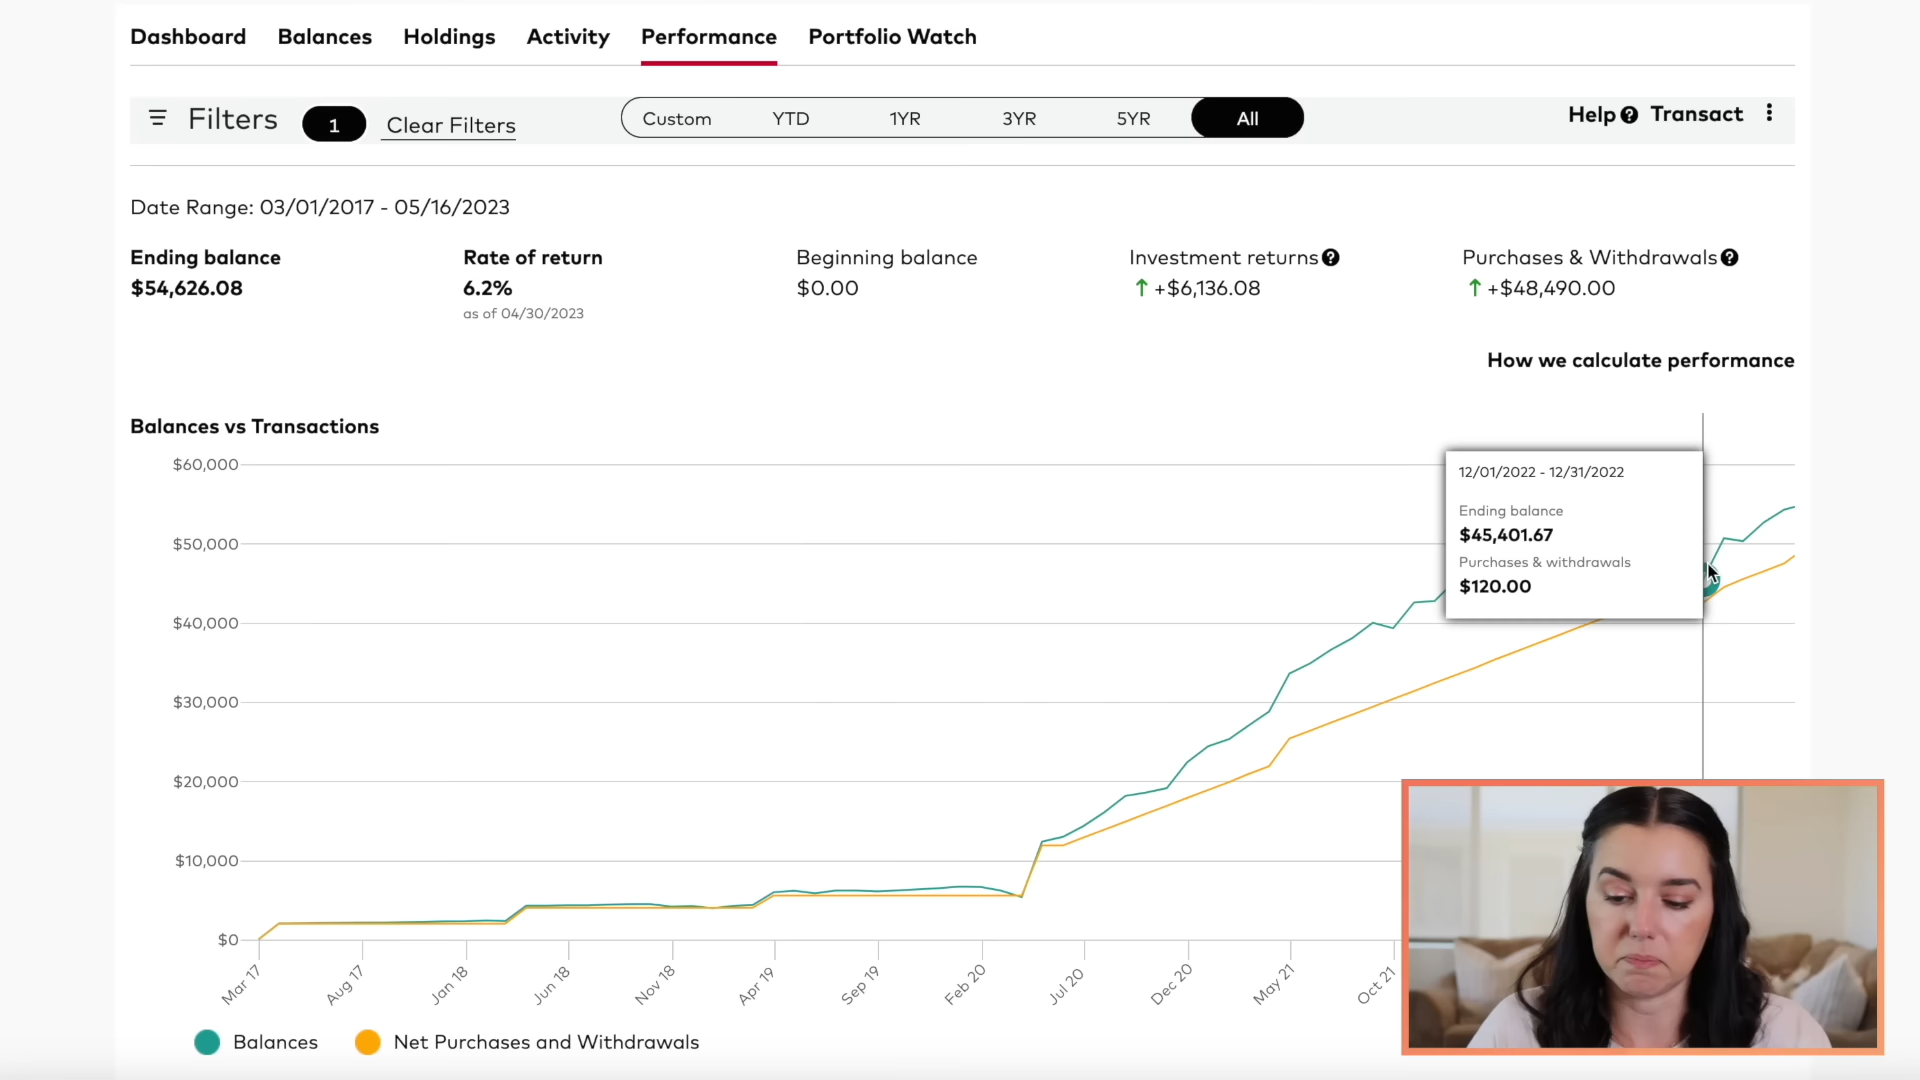 Dashboard Balances Holdings Activity Performance Portfolio Watch
Filters 1 Clear Filters Custom YTD 1YR 3YR 5YR All Help Transact
Date Range: 03/01/2017 - 05/16/2023
Ending balance Rate of return Beginning balance Investment returns Purchases & Withdrawals
$54,626.08 6.2% $0.00 +$6,136.08 +$48,490.00
as of 04/30/2023
How we calculate performance
Balances vs Transactions
$60,000
12/01/2022 - 12/31/2022
Ending balance
$45,401.67
Purchases & withdrawals
$120.00
$50,000
$40,000
$30,000
$20,000
$10,000
$0
Mar 17 Aug 17 Jan 18 Jun 18 Nov 18 Apr 19 Sep 19 Feb 20 Jul 20 Dec 20 May 21 Oct 21
Balances Net Purchases and Withdrawals